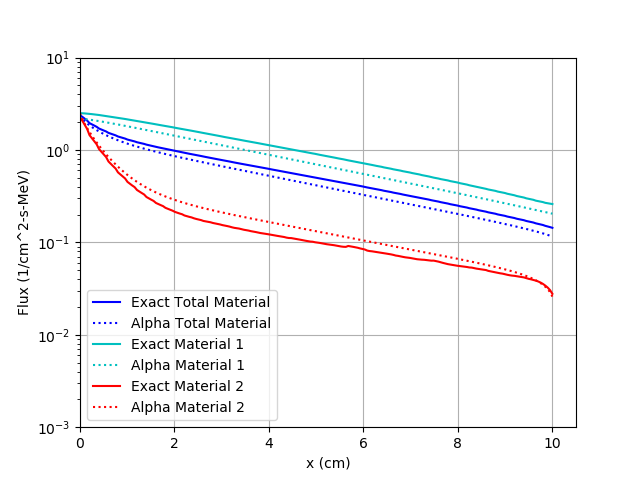 10^1
10^0
10^−1
10^−2
10^−3
Flux (1/cm^2-s-MeV)
Exact Total Material
Alpha Total Material
Exact Material 1
Alpha Material 1
Exact Material 2
Alpha Material 2
0 2 4 6 8 10
x (cm)